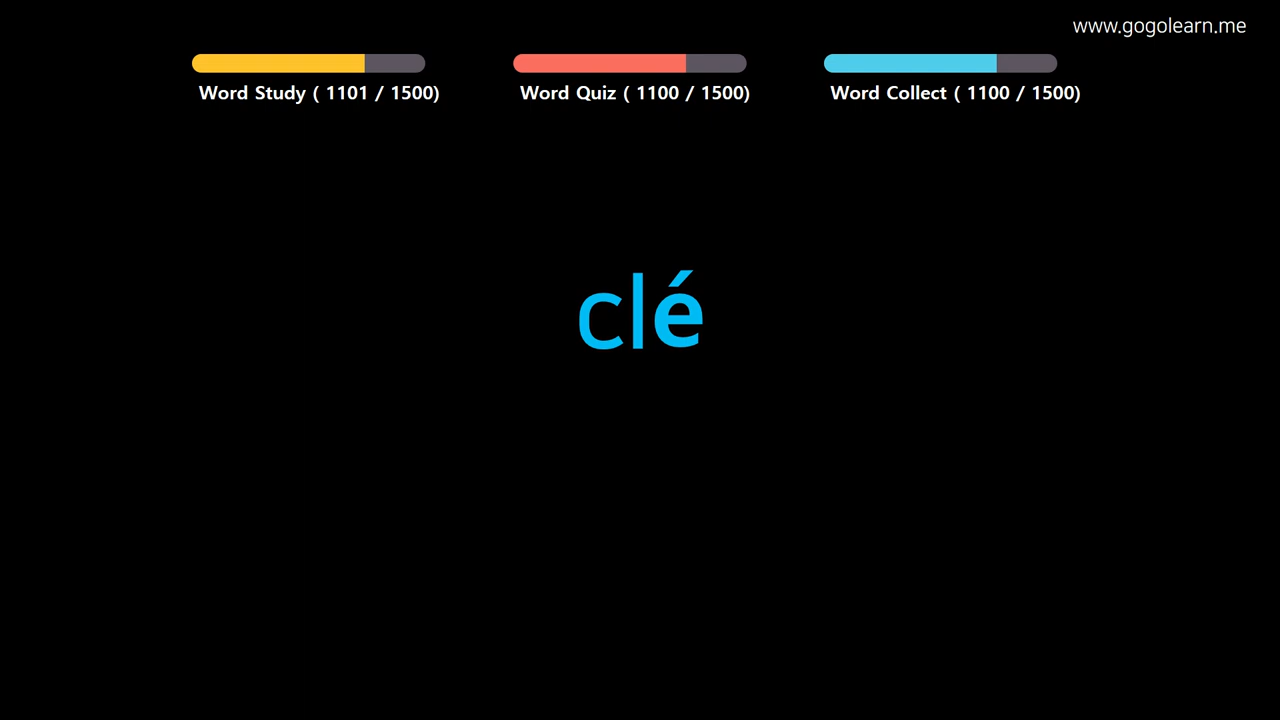 www.gogolearn.me
Word Study ( 1101 / 1500)
Word Quiz ( 1100 / 1500)
Word Collect ( 1100 / 1500)
clé